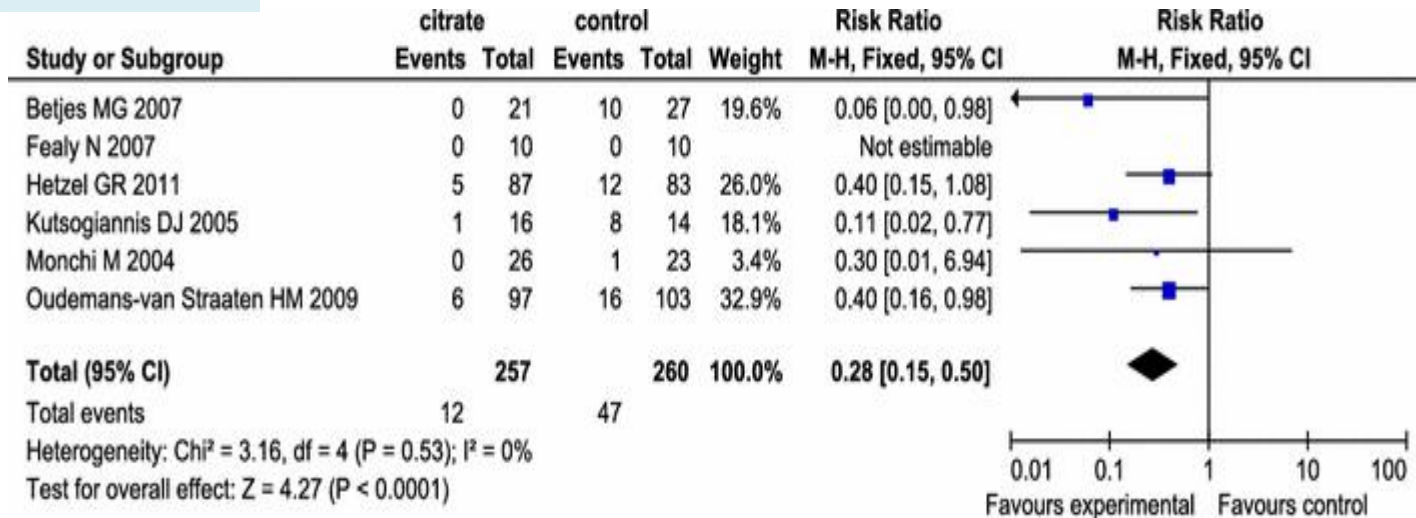 citrate control Risk Ratio Risk Ratio
Study or Subgroup Events Total Events Total Weight M-H, Fixed, 95% CI M-H, Fixed, 95% CI
Betjes MG 2007 0 21 10 27 19.6% 0.06 [0.00, 0.98]
Fealy N 2007 0 10 0 10 Not estimable
Hetzel GR 2011 5 87 12 83 26.0% 0.40 [0.15, 1.08]
Kutsogiannis DJ 2005 1 16 8 14 18.1% 0.11 [0.02, 0.77]
Monchi M 2004 0 26 1 23 3.4% 0.30 [0.01, 6.94]
Oudemans-van Straaten HM 2009 6 97 16 103 32.9% 0.40 [0.16, 0.98]
Total (95% CI) 257 260 100.0% 0.28 [0.15, 0.50]
Total events 12 47
Heterogeneity: Chi² = 3.16, df = 4 (P = 0.53); I² = 0%
Test for overall effect: Z = 4.27 (P < 0.0001)
0.01 0.1 1 10 100
Favours experimental Favours control